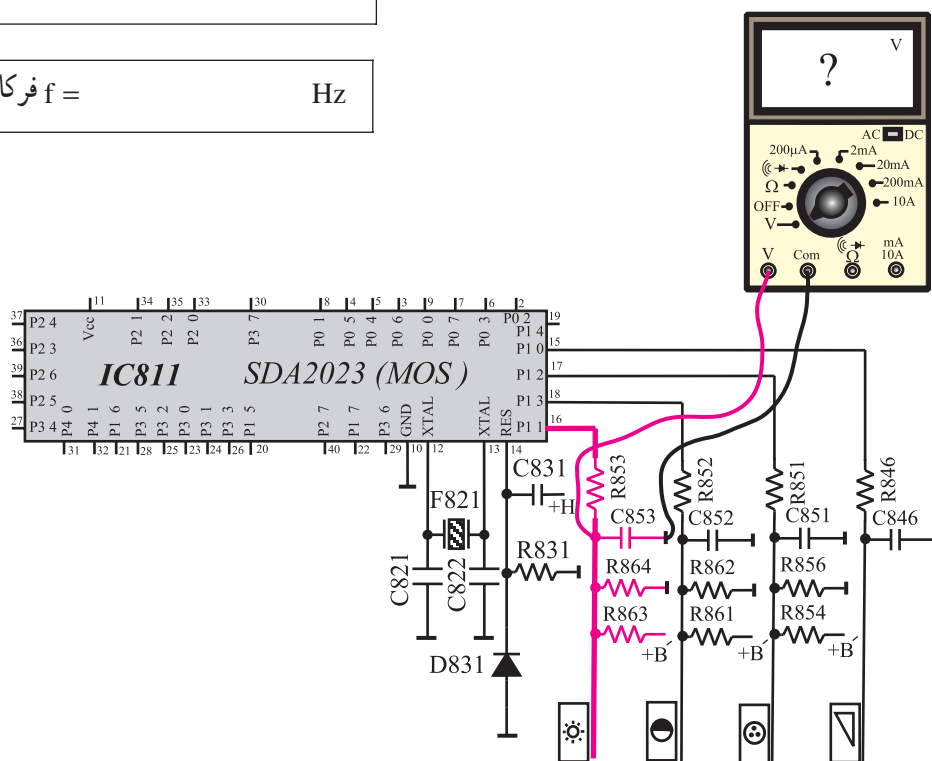 f = Hz
V
?
AC DC
200µA 2mA
20mA
Ω 200mA
OFF 10A
V
V Com Ω mA
10A
11 34 35 33 30 8 4 5 3 9 7 6 2
37 P2 4 Vcc P2 1 P2 2 P2 0 P3 7 P0 1 P0 5 P0 4 P0 6 P0 0 P0 7 P0 3 P0 2
P1 4 19
36 P2 3 P1 0 15
39 P2 6 IC811 SDA2023 (MOS ) P1 2 17
38 P2 5 P1 3 18
27 P3 4 P1 1 16
P4 0 P4 1 P1 6 P3 5 P3 2 P3 0 P3 1 P3 3 P1 5 P2 7 P1 7 P3 6 GND XTAL XTAL RES
31 32 21 28 25 23 24 26 20 40 22 29 10 12 13 14
C831
+H
R853 R852 R851 R846
F821
C853 C852 C851 C846
C821 C822
R831
R864 R862 R856
R863 R861 R854
+B′ +B′ +B′
D831